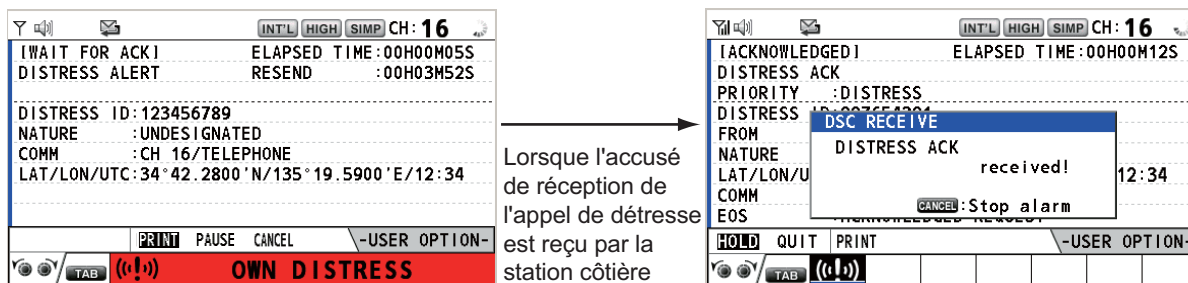 INT'L HIGH SIMP CH:16
[WAIT FOR ACK] ELAPSED TIME:00H00M05S
DISTRESS ALERT RESEND :00H03M52S
DISTRESS ID:123456789
NATURE :UNDESIGNATED
COMM :CH 16/TELEPHONE
LAT/LON/UTC:34°42.2800'N/135°19.5900'E/12:34
PRINT PAUSE CANCEL -USER OPTION-
TAB OWN DISTRESS
Lorsque l'accusé
de réception de
l'appel de détresse
est reçu par la
station côtière
INT'L HIGH SIMP CH:16
[ACKNOWLEDGED] ELAPSED TIME:00H00M12S
DISTRESS ACK
PRIORITY :DISTRESS
DISTRESS
FROM
NATURE
LAT/LON/U 12:34
COMM
EOS
DSC RECEIVE
DISTRESS ACK
received!
CANCEL:Stop alarm
HOLD QUIT PRINT -USER OPTION-
TAB